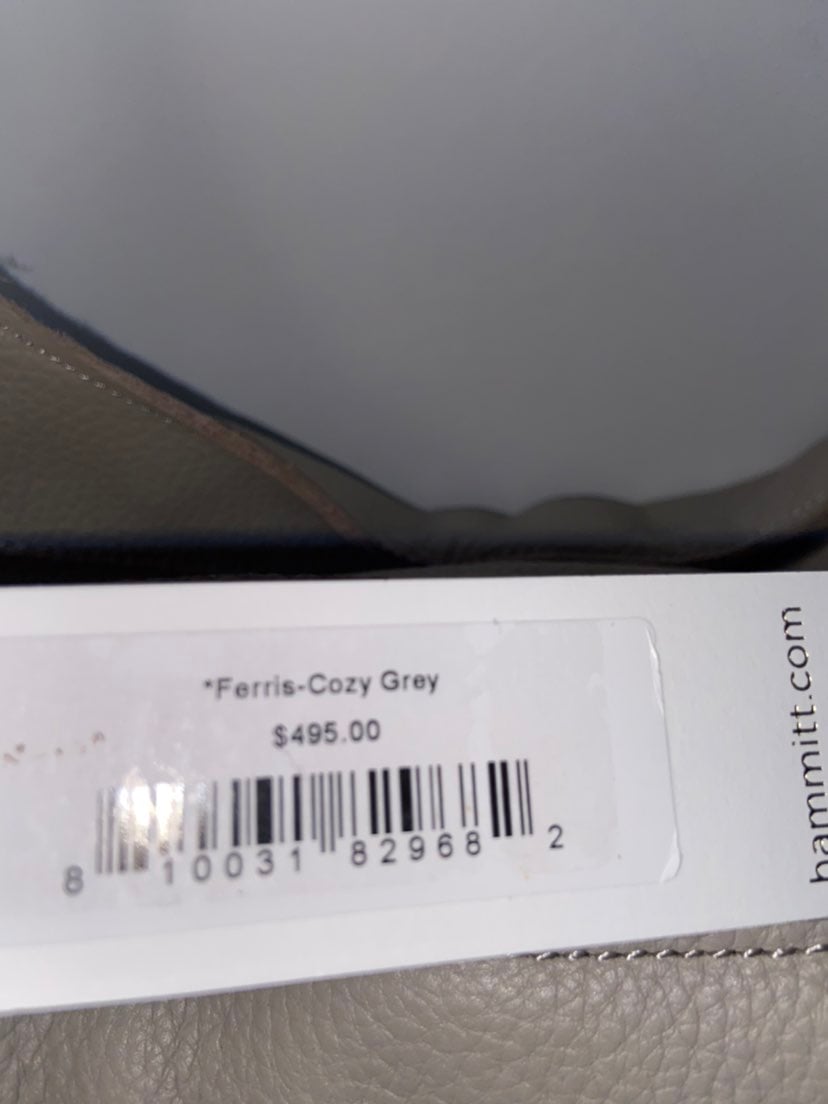 *Ferris-Cozy Grey
$495.00
8 10031 82968 2
hammitt.com